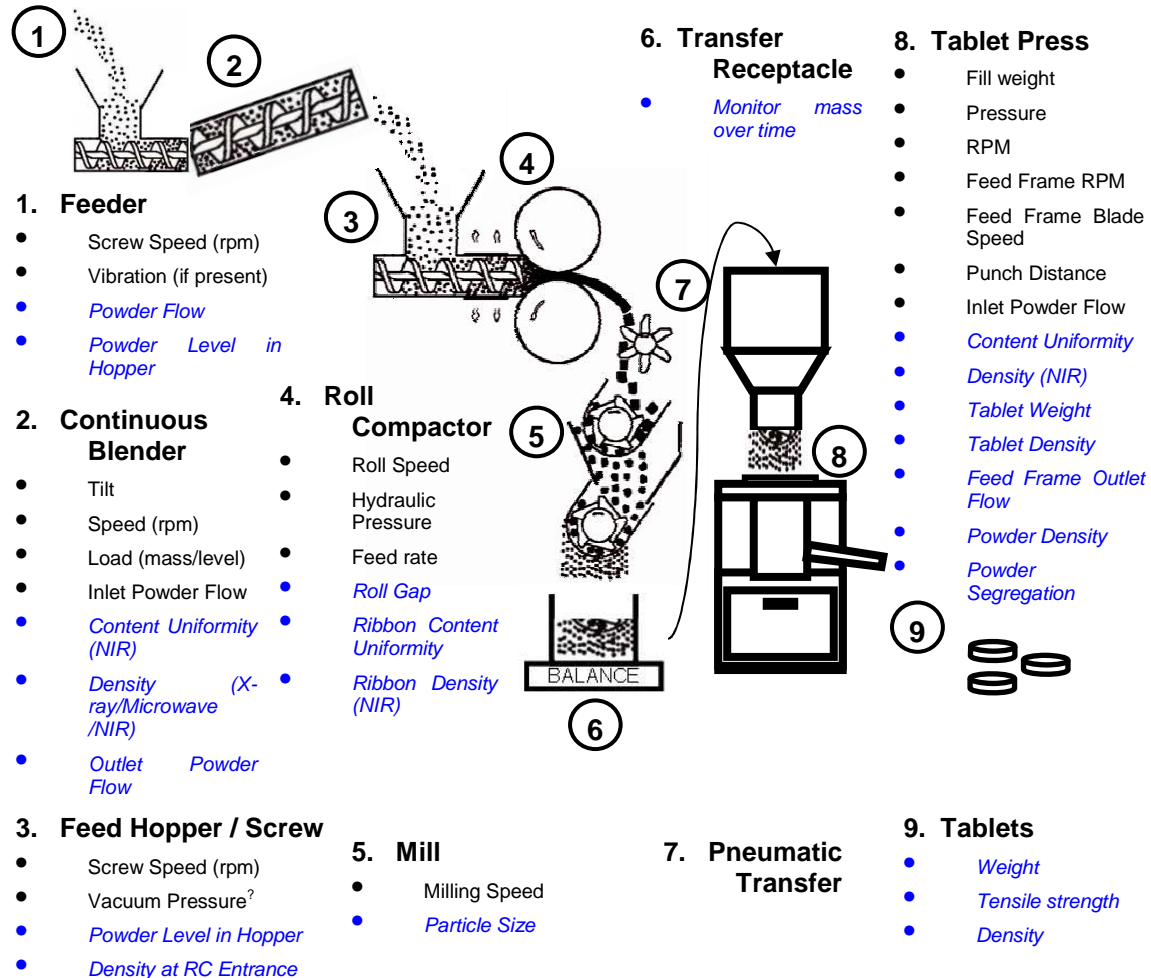 1
2
3
4
5
6
7
8
9
BALANCE
1. Feeder
• Screw Speed (rpm)
• Vibration (if present)
• Powder Flow
• Powder Level in
Hopper
2. Continuous
Blender
• Tilt
• Speed (rpm)
• Load (mass/level)
• Inlet Powder Flow
• Content Uniformity
(NIR)
• Density (X-
ray/Microwave
/NIR)
• Outlet Powder
Flow
3. Feed Hopper / Screw
• Screw Speed (rpm)
• Vacuum Pressure?
• Powder Level in Hopper
• Density at RC Entrance
4. Roll
Compactor
• Roll Speed
• Hydraulic
Pressure
• Feed rate
• Roll Gap
• Ribbon Content
Uniformity
• Ribbon Density
(NIR)
5. Mill
• Milling Speed
• Particle Size
6. Transfer
Receptacle
• Monitor mass
over time
7. Pneumatic
Transfer
8. Tablet Press
• Fill weight
• Pressure
• RPM
• Feed Frame RPM
• Feed Frame Blade
Speed
• Punch Distance
• Inlet Powder Flow
• Content Uniformity
• Density (NIR)
• Tablet Weight
• Tablet Density
• Feed Frame Outlet
Flow
• Powder Density
• Powder
Segregation
9. Tablets
• Weight
• Tensile strength
• Density